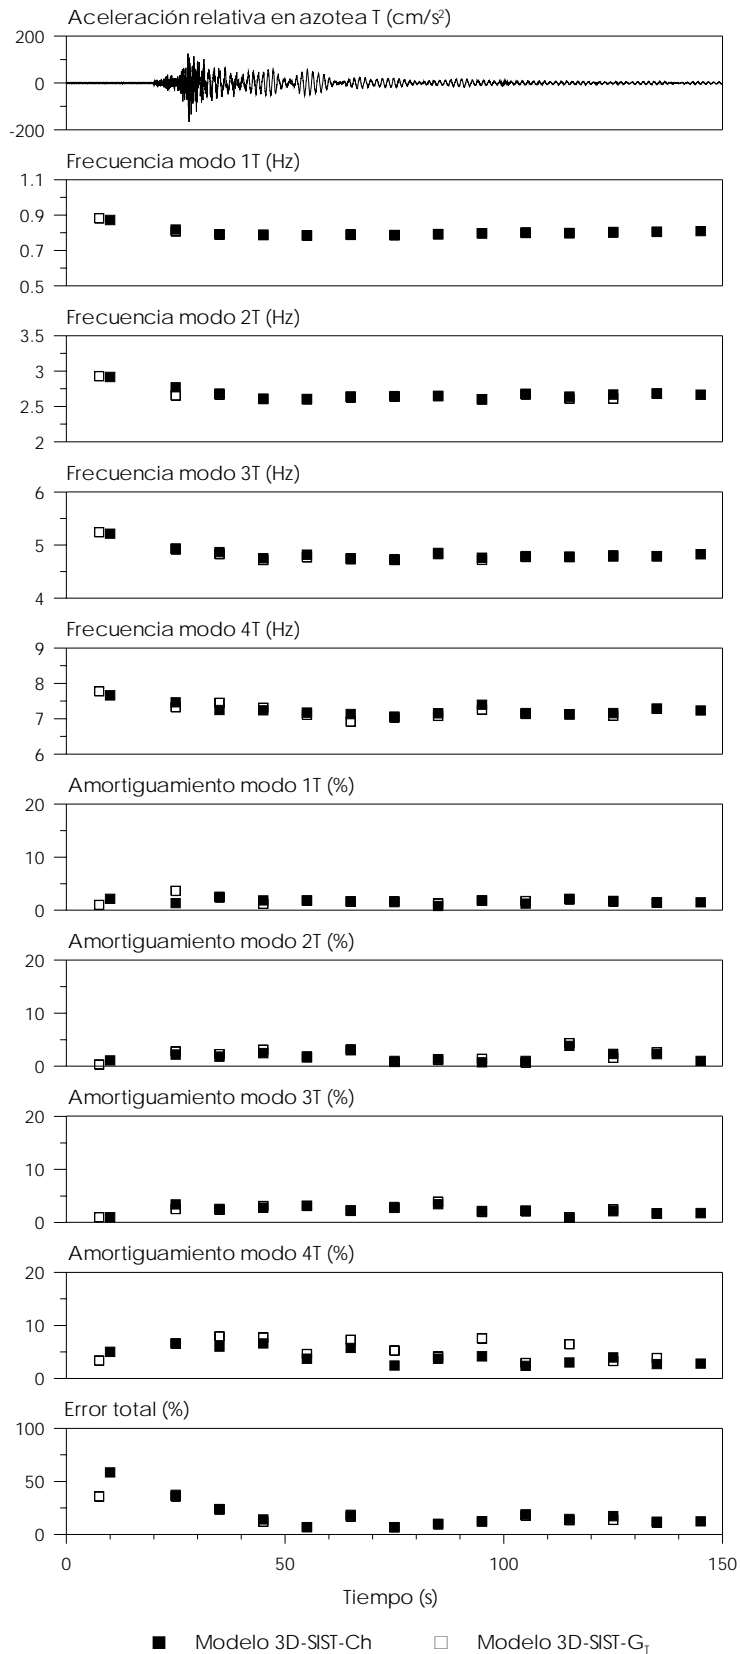 Aceleración relativa en azotea T (cm/s²)
200
0
-200
Frecuencia modo 1T (Hz)
1.1
0.9
0.7
0.5
Frecuencia modo 2T (Hz)
3.5
3
2.5
2
Frecuencia modo 3T (Hz)
6
5
4
Frecuencia modo 4T (Hz)
9
8
7
6
Amortiguamiento modo 1T (%)
20
10
0
Amortiguamiento modo 2T (%)
20
10
0
Amortiguamiento modo 3T (%)
20
10
0
Amortiguamiento modo 4T (%)
20
10
0
Error total (%)
100
50
0
0 50 100 150
Tiempo (s)
Modelo 3D-SIST-Ch Modelo 3D-SIST-G_T